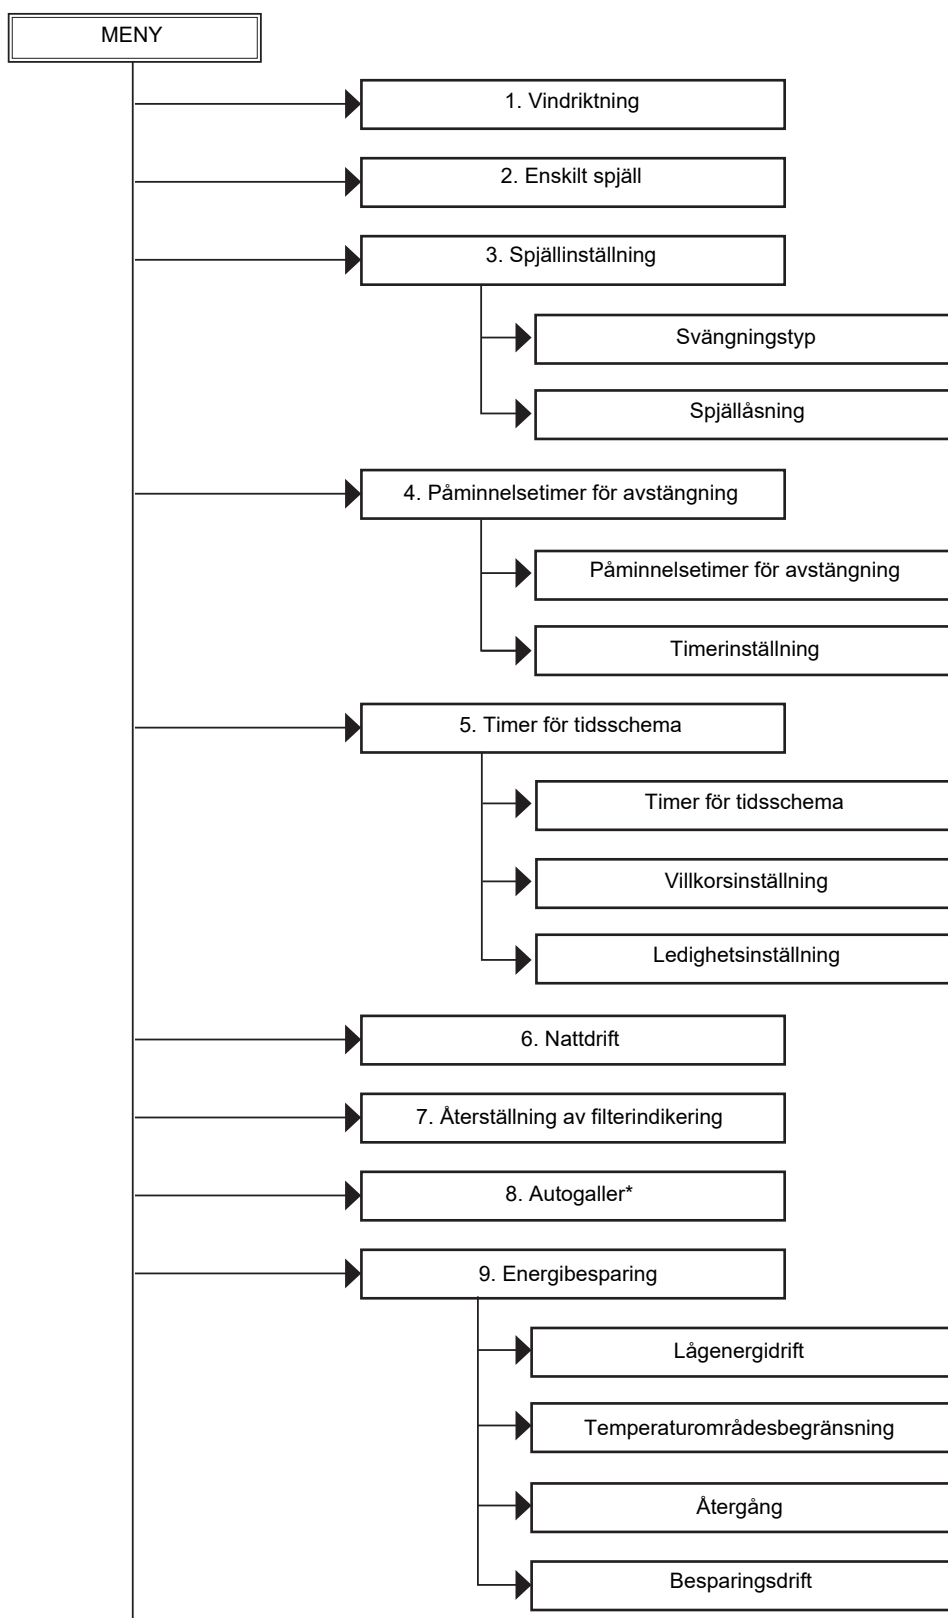 MENY
1. Vindriktning
2. Enskilt spjäll
3. Spjällinställning
Svängningstyp
Spjällåsning
4. Påminnelsetimer för avstängning
Påminnelsetimer för avstängning
Timerinställning
5. Timer för tidsschema
Timer för tidsschema
Villkorsinställning
Ledighetsinställning
6. Nattdrift
7. Återställning av filterindikering
8. Autogaller*
9. Energibesparing
Lågenergidrift
Temperaturområdesbegränsning
Återgång
Besparingsdrift